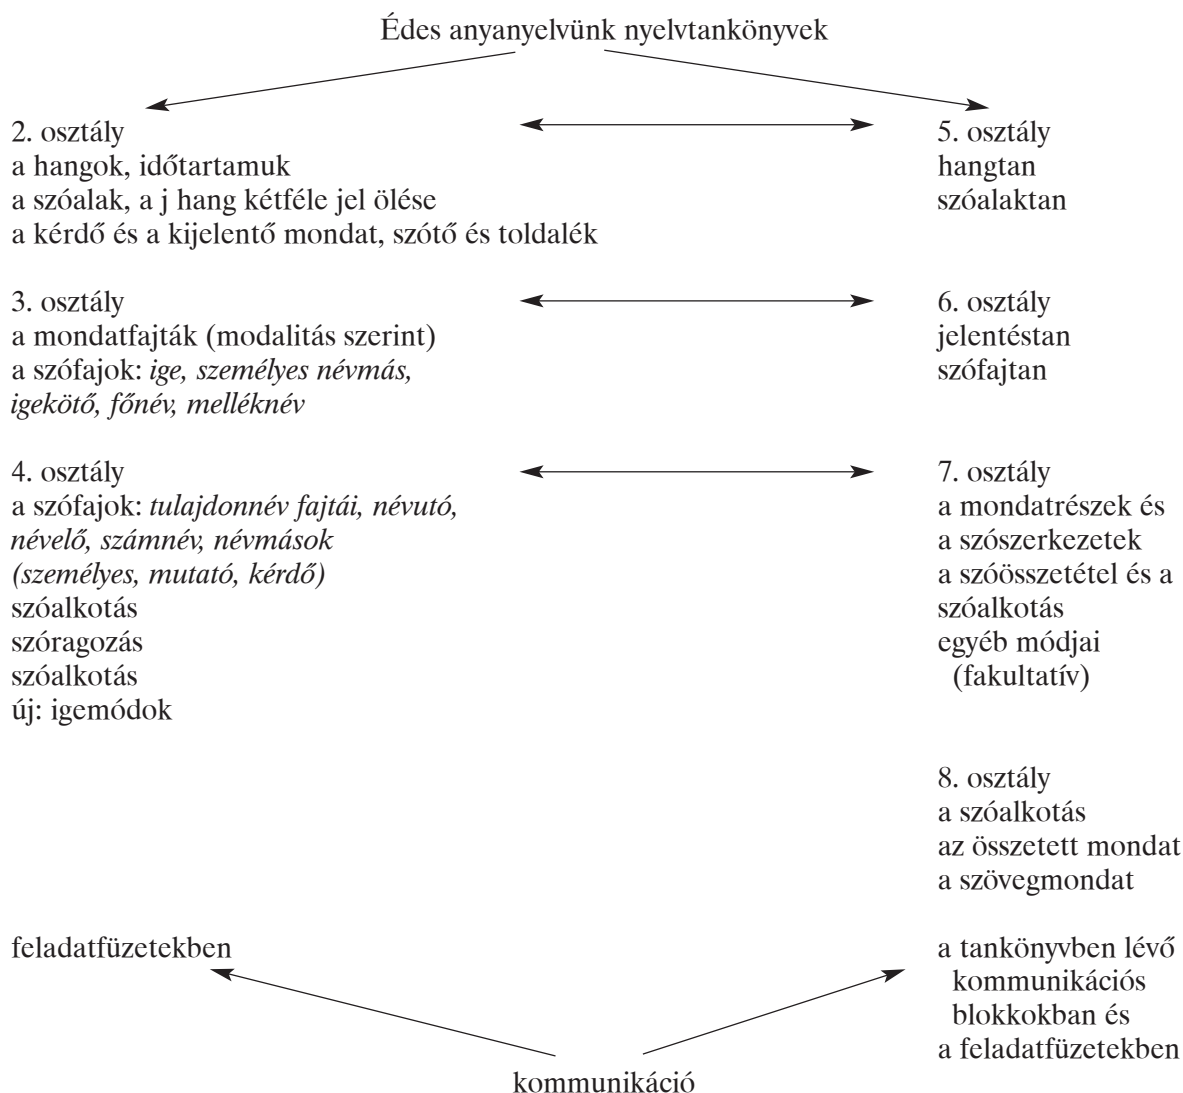 Édes anyanyelvünk nyelvtankönyvek
2. osztály
a hangok, időtartamuk
a szóalak, a j hang kétféle jel ölése
a kérdő és a kijelentő mondat, szótő és toldalék
5. osztály
hangtan
szóalaktan
3. osztály
a mondatfajták (modalitás szerint)
a szófajok: ige, személyes névmás,
igekötő, főnév, melléknév
6. osztály
jelentéstan
szófajtan
4. osztály
a szófajok: tulajdonnév fajtái, névutó,
névelő, számnév, névmások
(személyes, mutató, kérdő)
szóalkotás
szóragozás
szóalkotás
új: igemódok
7. osztály
a mondatrészek és
a szószerkezetek
a szóösszetétel és a
szóalkotás
egyéb módjai
(fakultatív)
8. osztály
a szóalkotás
az összetett mondat
a szövegmondat
feladatfüzetekben
a tankönyvben lévő
kommunikációs
blokkokban és
a feladatfüzetekben
kommunikáció